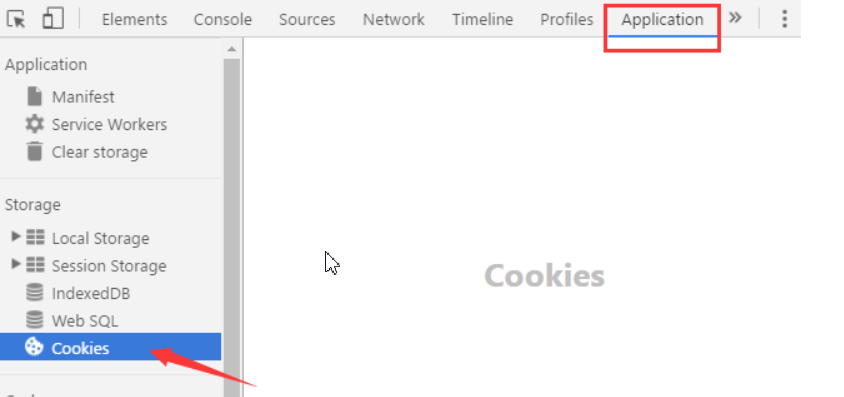 Elements Console Sources Network Timeline Profiles Application »
Application
Manifest
Service Workers
Clear storage
Storage
Local Storage
Session Storage
IndexedDB
Web SQL
Cookies
Cookies